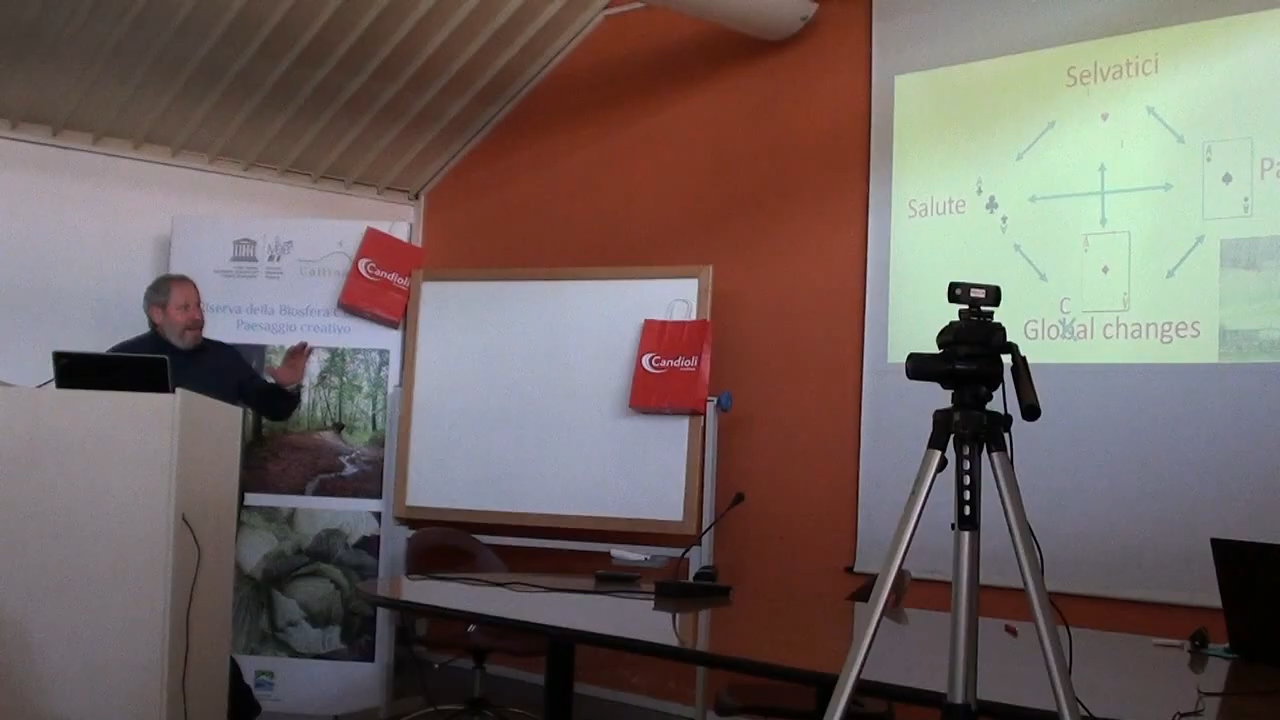 Selvatici
Salute
Pa
C
Global changes
A
A
A
Candioli
Candioli
Riserva della Biosfera C
Paesaggio creativo